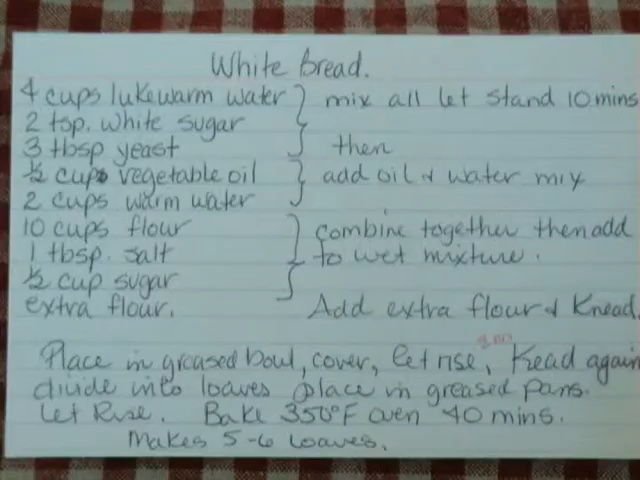 White Bread.
4 cups lukewarm water } mix all let stand 10 mins
2 tsp. white sugar
3 tbsp yeast } then
½ cup vegetable oil } add oil & water mix
2 cups warm water
10 cups flour } combine together then add
1 tbsp. salt to wet mixture.
½ cup sugar
extra flour. Add extra flour & Knead.
Place in greased bowl, cover, let rise, Kead again
divide into loaves place in greased pans.
Let Rise. Bake 350°F oven 40 mins.
Makes 5-6 loaves.